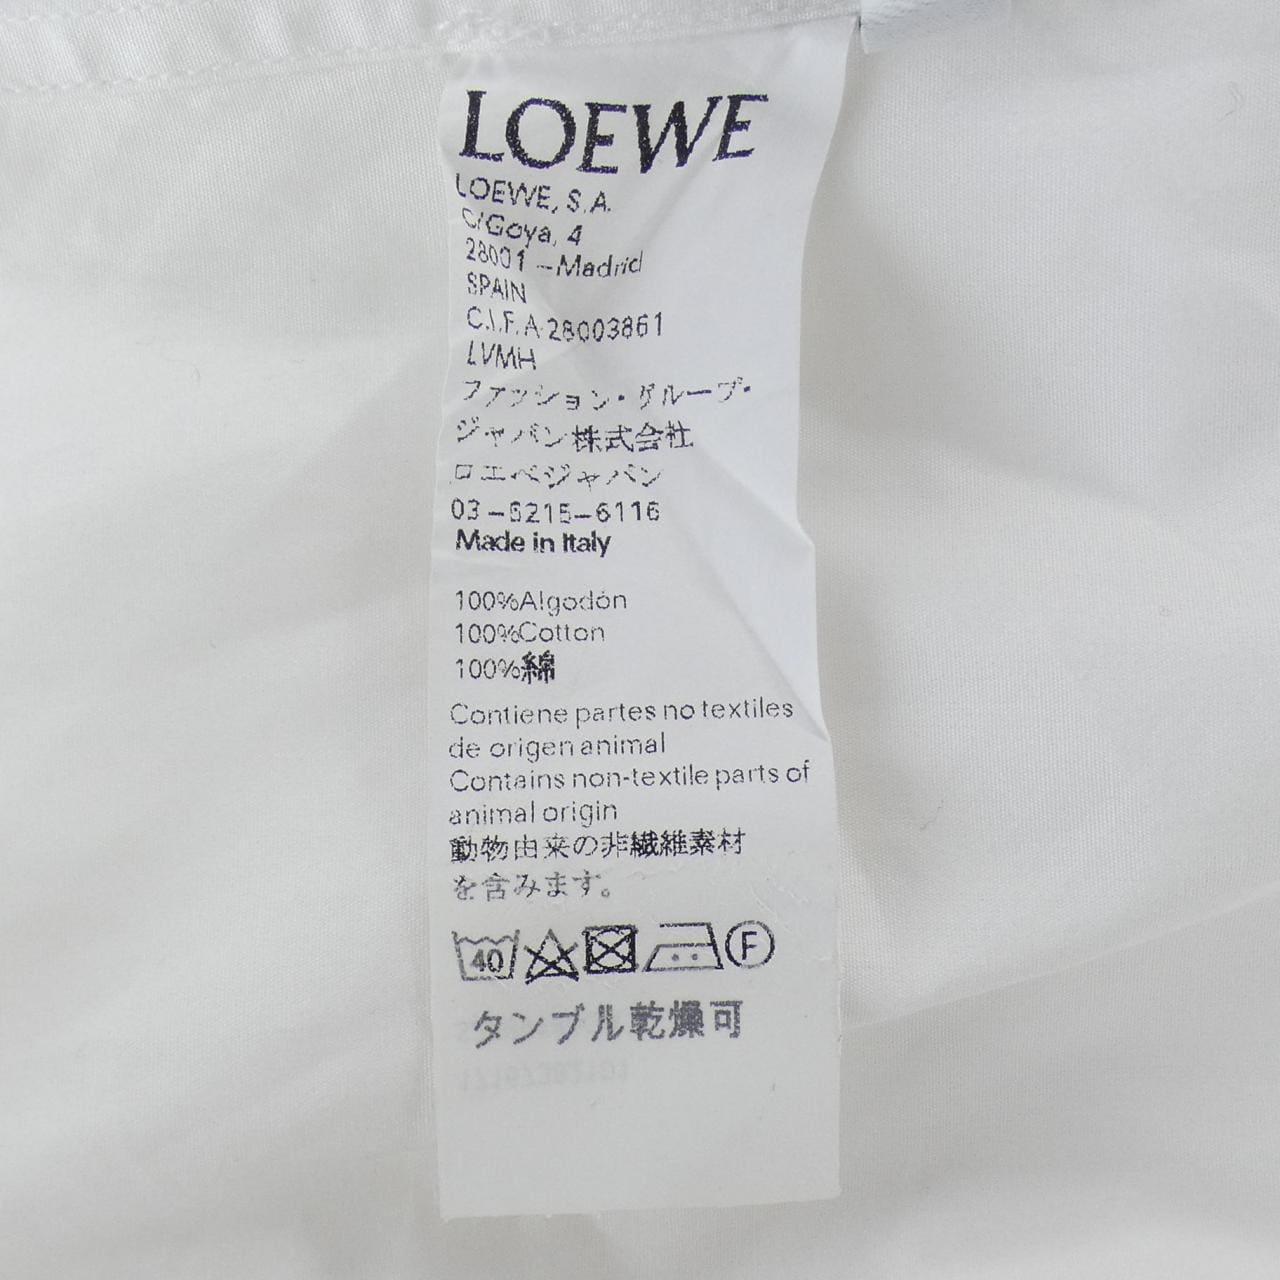 LOEWE
LOEWE, S.A.
C/Goya, 4
28001 -Madrid
SPAIN
C.I.F. A 28003861
LVMH
ファッション・グループ・
ジャパン株式会社
ロエベジャパン
03-6215-6116
Made in Italy
100%Algodón
100%Cotton
100%綿
Contiene partes no textiles
de origen animal
Contains non-textile parts of
animal origin
動物由来の非繊維素材
を含みます。
40 F
タンブル乾燥可